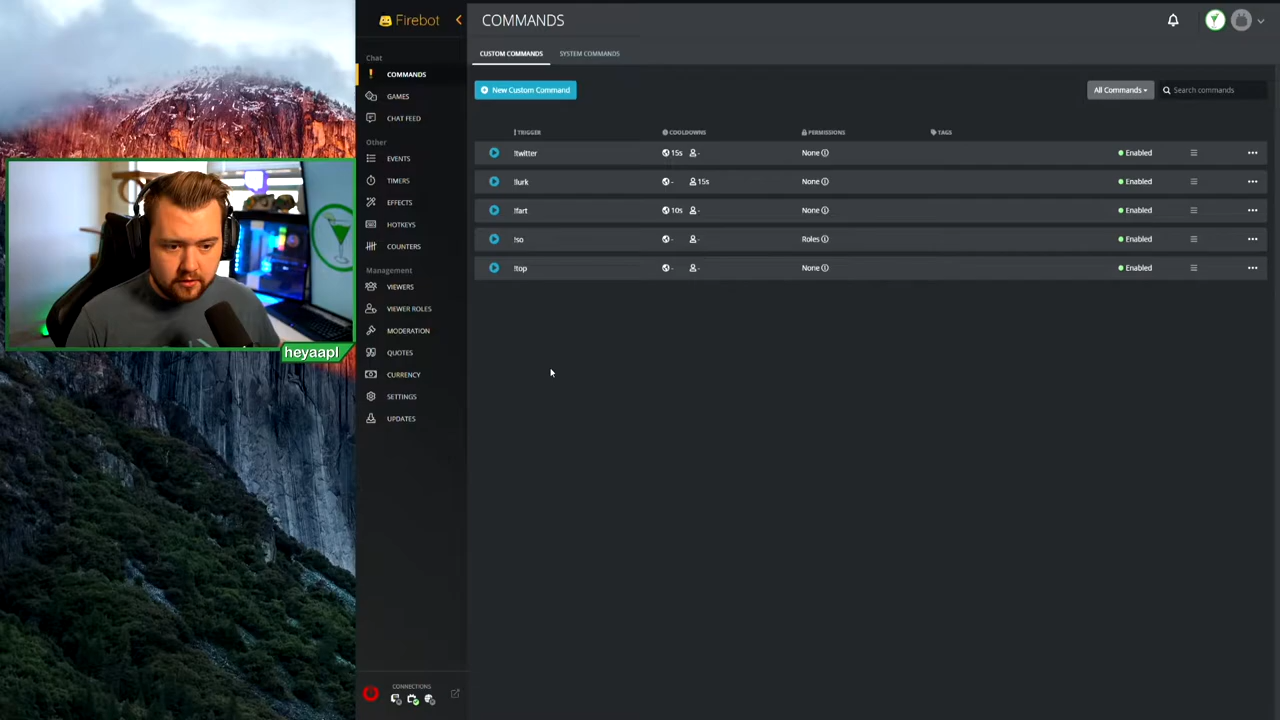 Firebot
COMMANDS
Chat
COMMANDS
GAMES
CHAT FEED
Other
EVENTS
TIMERS
EFFECTS
HOTKEYS
COUNTERS
Management
VIEWERS
VIEWER ROLES
MODERATION
QUOTES
CURRENCY
SETTINGS
UPDATES
CONNECTIONS
CUSTOM COMMANDS SYSTEM COMMANDS
New Custom Command
All Commands
Search commands
TRIGGER COOLDOWNS PERMISSIONS TAGS
!twitter 15s - None Enabled
!lurk - 15s None Enabled
!fart 10s - None Enabled
!so - - Roles Enabled
!top - - None Enabled
heyaapl